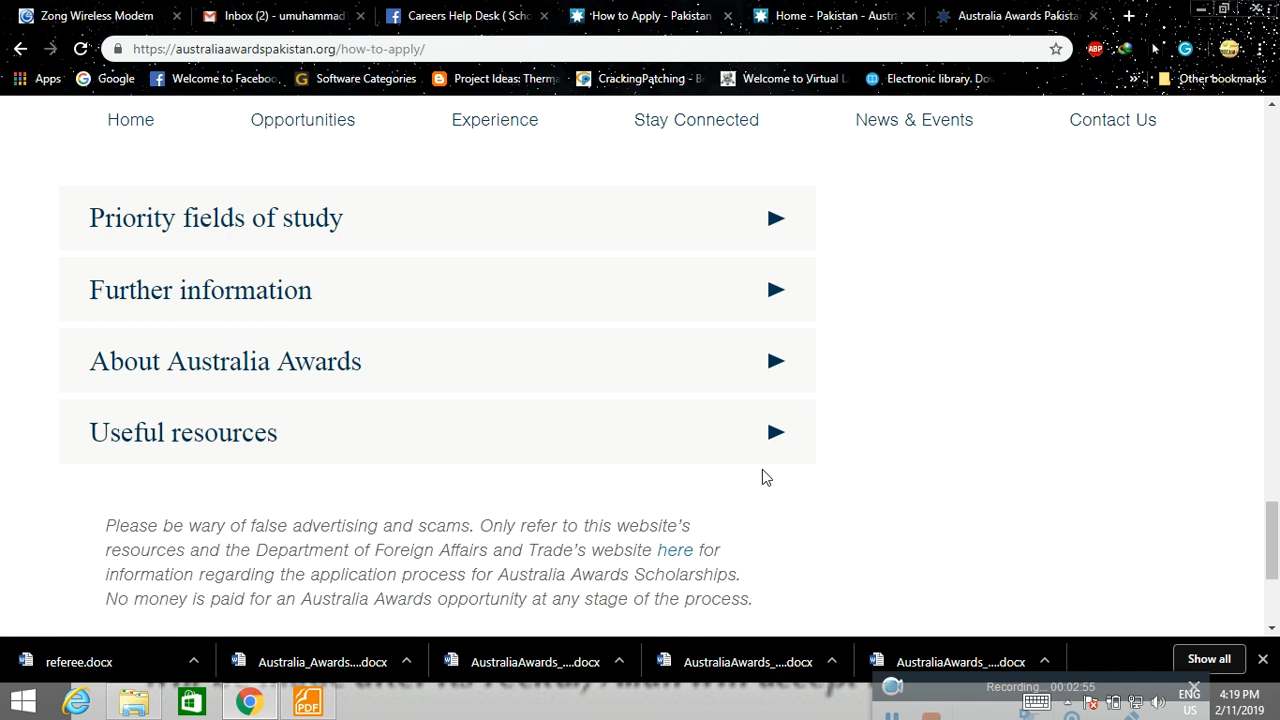 Zong Wireless Modem
Inbox (2) - umuhammad
Careers Help Desk ( Scho
How to Apply - Pakistan
Home - Pakistan - Austra
Australia Awards Pakista
https://australiaawardspakistan.org/how-to-apply/
ABP
Apps
Google
Welcome to Faceboo
Software Categories
Project Ideas: Therma
CrackingPatching - B
Welcome to Virtual L
Electronic library. Do
Other bookmarks
Home
Opportunities
Experience
Stay Connected
News & Events
Contact Us
Priority fields of study
Further information
About Australia Awards
Useful resources
Please be wary of false advertising and scams. Only refer to this website's
resources and the Department of Foreign Affairs and Trade's website here for
information regarding the application process for Australia Awards Scholarships.
No money is paid for an Australia Awards opportunity at any stage of the process.
referee.docx
Australia_Awards....docx
AustraliaAwards_....docx
AustraliaAwards_....docx
AustraliaAwards_....docx
Show all
Recording... 00:02:55
PDF
ENG
US
4:19 PM
2/11/2019